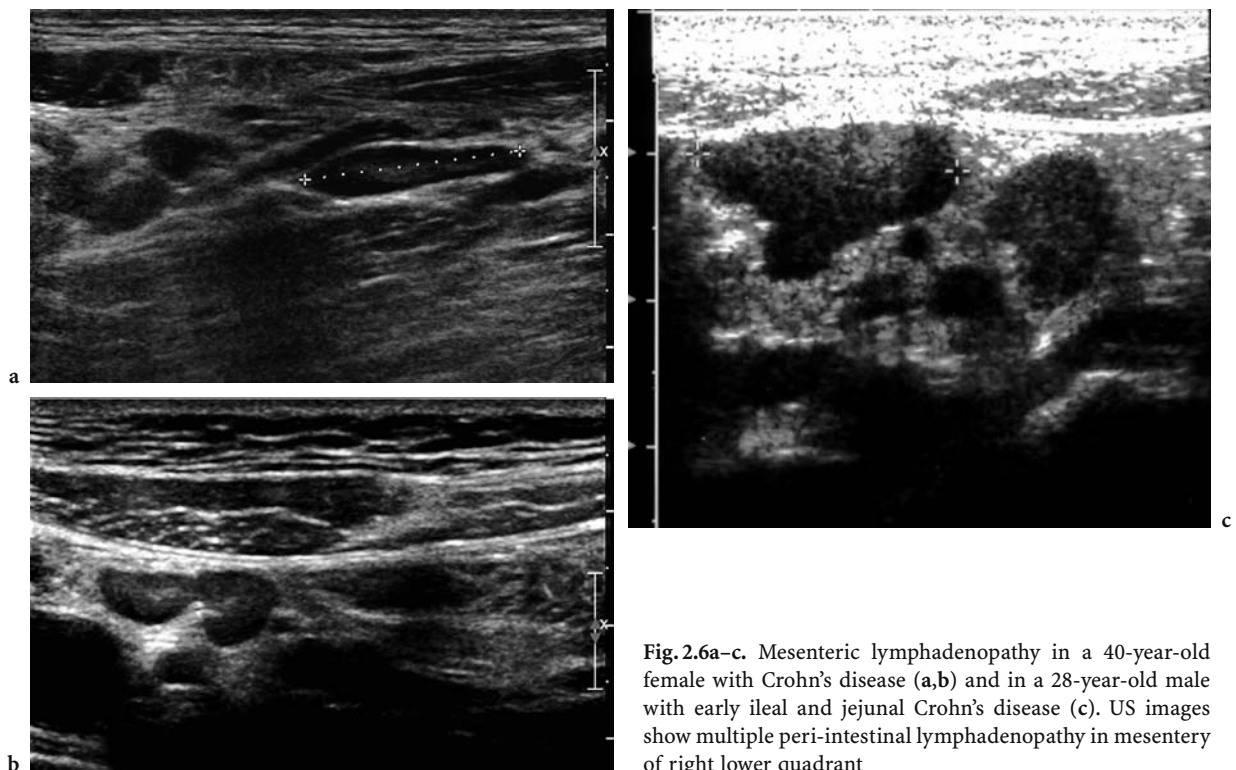 a
b
c
Fig. 2.6a–c. Mesenteric lymphadenopathy in a 40-year-old
female with Crohn’s disease (a,b) and in a 28-year-old male
with early ileal and jejunal Crohn’s disease (c). US images
show multiple peri-intestinal lymphadenopathy in mesentery
of right lower quadrant